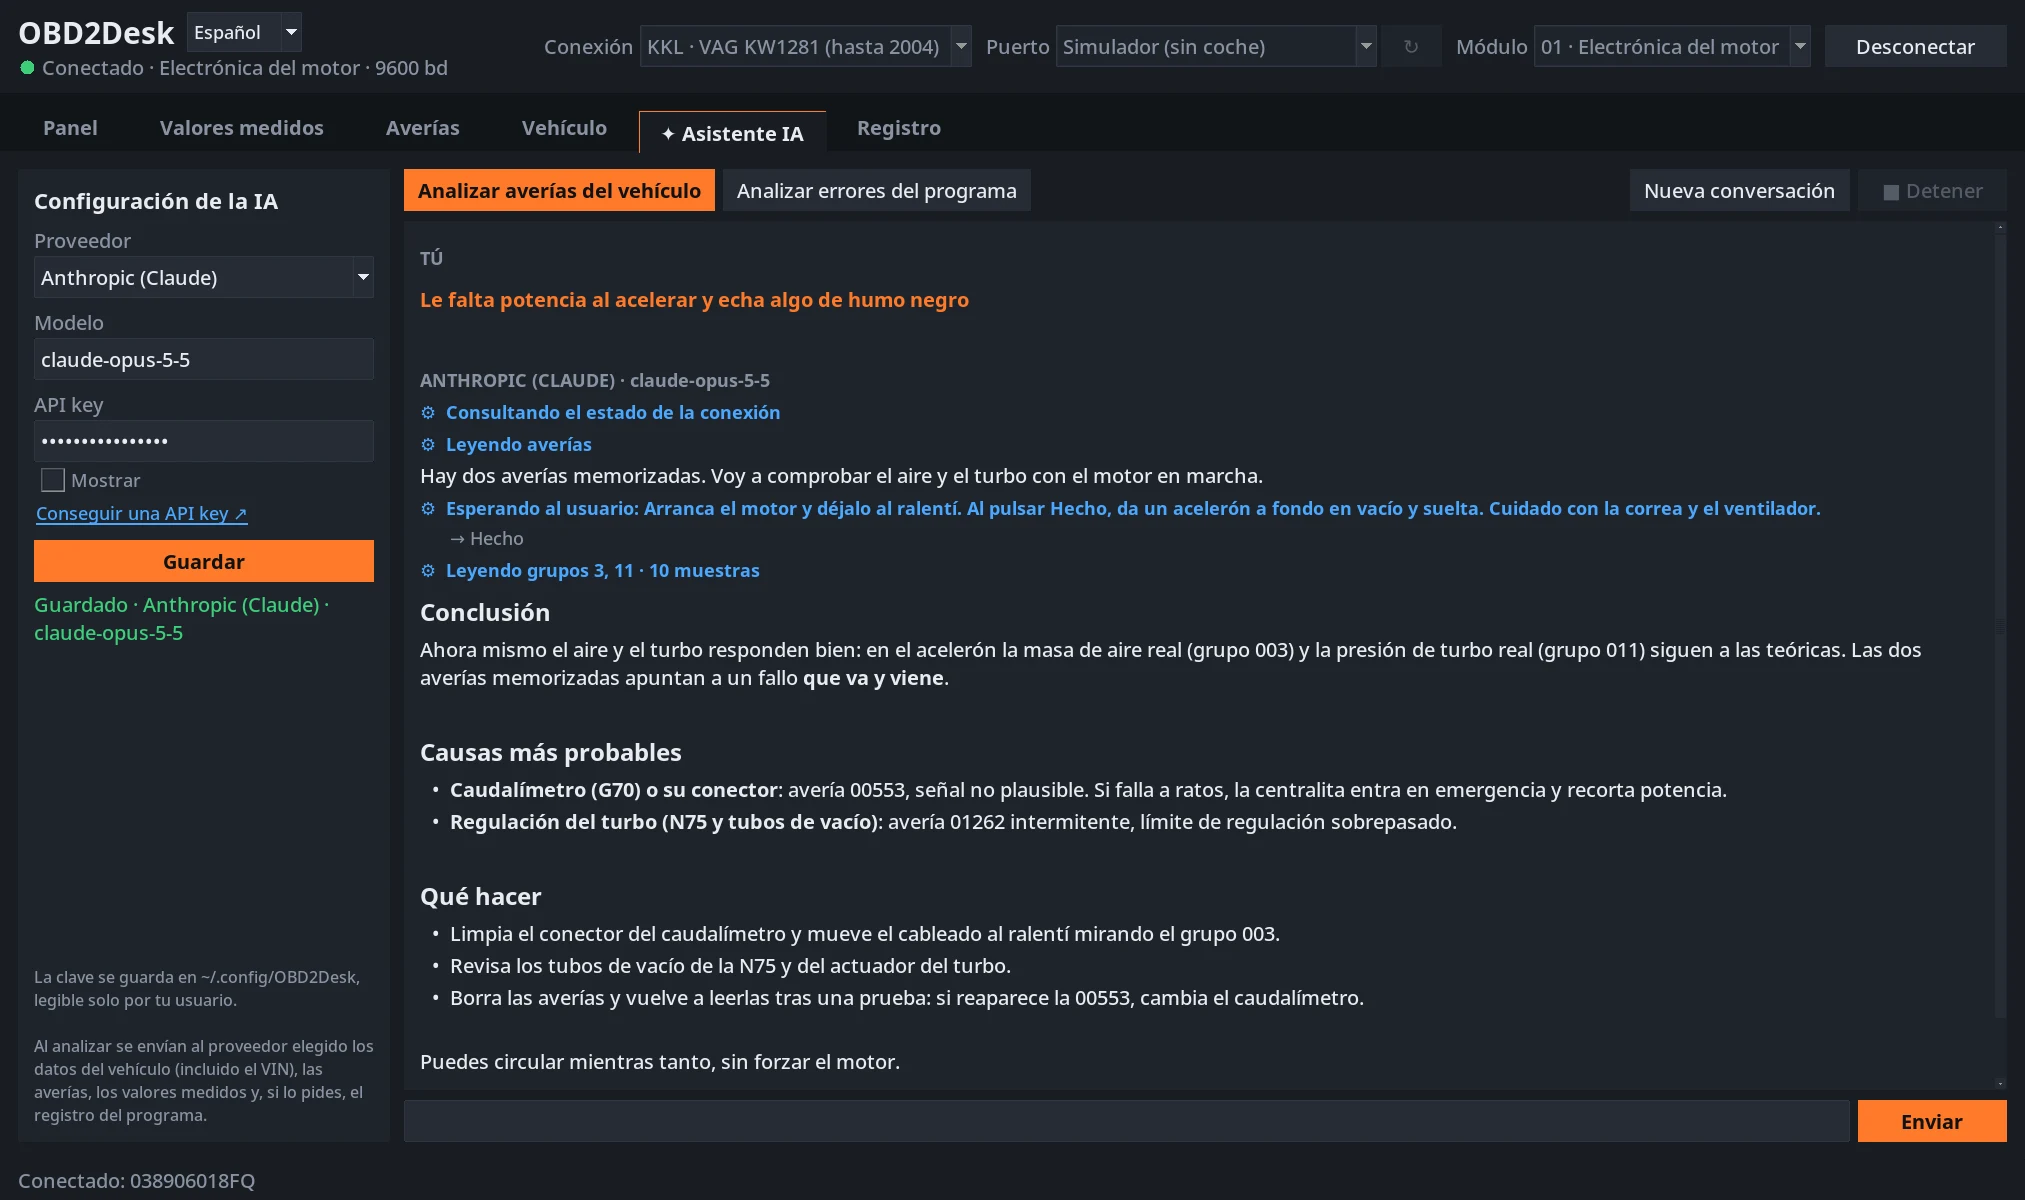 OBD2Desk
Español
Conexión
KKL · VAG KW1281 (hasta 2004)
Puerto
Simulador (sin coche)
↻
Módulo
01 · Electrónica del motor
Desconectar
Conectado · Electrónica del motor · 9600 bd
Panel
Valores medidos
Averías
Vehículo
✦ Asistente IA
Registro
Configuración de la IA
Proveedor
Anthropic (Claude)
Modelo
claude-opus-5-5
API key
••••••••••••••••
Mostrar
Conseguir una API key ↗
Guardar
Guardado · Anthropic (Claude) ·
claude-opus-5-5
La clave se guarda en ~/.config/OBD2Desk,
legible solo por tu usuario.
Al analizar se envían al proveedor elegido los
datos del vehículo (incluido el VIN), las
averías, los valores medidos y, si lo pides, el
registro del programa.
Analizar averías del vehículo
Analizar errores del programa
Nueva conversación
■ Detener
TÚ
Le falta potencia al acelerar y echa algo de humo negro
ANTHROPIC (CLAUDE) · claude-opus-5-5
⚙ Consultando el estado de la conexión
⚙ Leyendo averías
Hay dos averías memorizadas. Voy a comprobar el aire y el turbo con el motor en marcha.
⚙ Esperando al usuario: Arranca el motor y déjalo al ralentí. Al pulsar Hecho, da un acelerón a fondo en vacío y suelta. Cuidado con la correa y el ventilador.
→ Hecho
⚙ Leyendo grupos 3, 11 · 10 muestras
Conclusión
Ahora mismo el aire y el turbo responden bien: en el acelerón la masa de aire real (grupo 003) y la presión de turbo real (grupo 011) siguen a las teóricas. Las dos
averías memorizadas apuntan a un fallo que va y viene.
Causas más probables
• Caudalímetro (G70) o su conector: avería 00553, señal no plausible. Si falla a ratos, la centralita entra en emergencia y recorta potencia.
• Regulación del turbo (N75 y tubos de vacío): avería 01262 intermitente, límite de regulación sobrepasado.
Qué hacer
• Limpia el conector del caudalímetro y mueve el cableado al ralentí mirando el grupo 003.
• Revisa los tubos de vacío de la N75 y del actuador del turbo.
• Borra las averías y vuelve a leerlas tras una prueba: si reaparece la 00553, cambia el caudalímetro.
Puedes circular mientras tanto, sin forzar el motor.
Enviar
Conectado: 038906018FQ